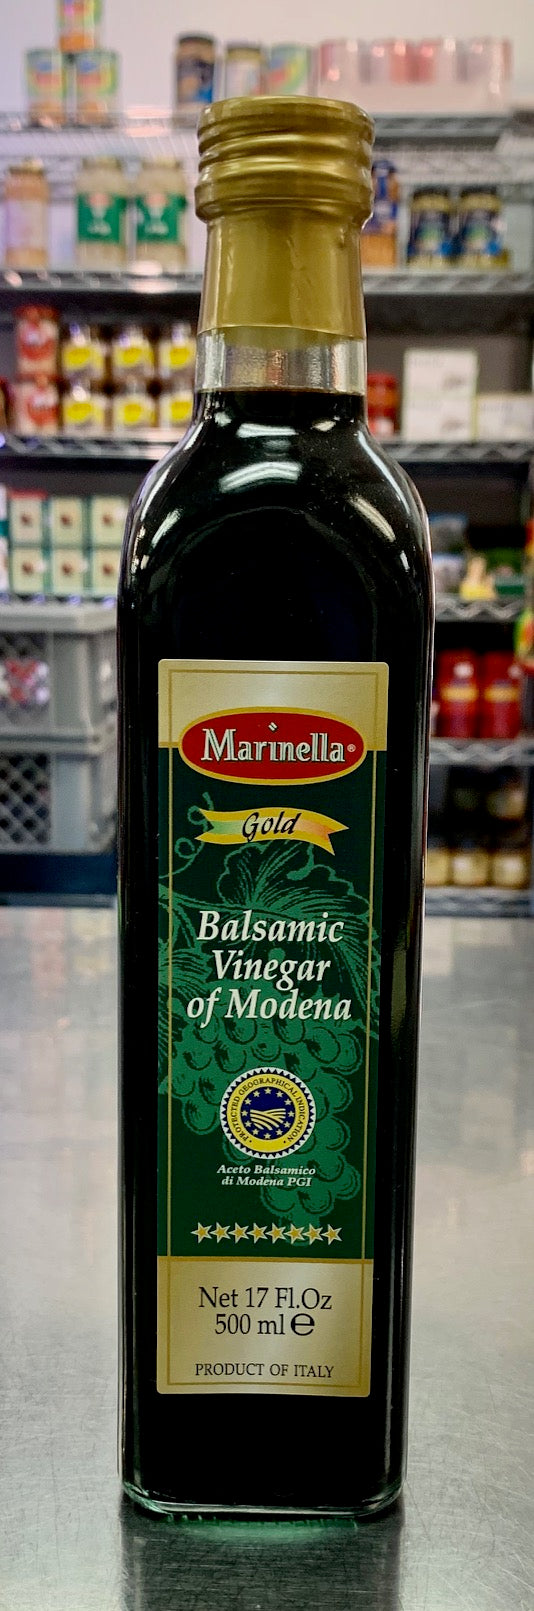 Marinella®
Gold
Balsamic
Vinegar
of Modena
PROTECTED GEOGRAPHICAL INDICATION
Aceto Balsamico
di Modena PGI
Net 17 Fl.Oz
500 ml ℮
PRODUCT OF ITALY